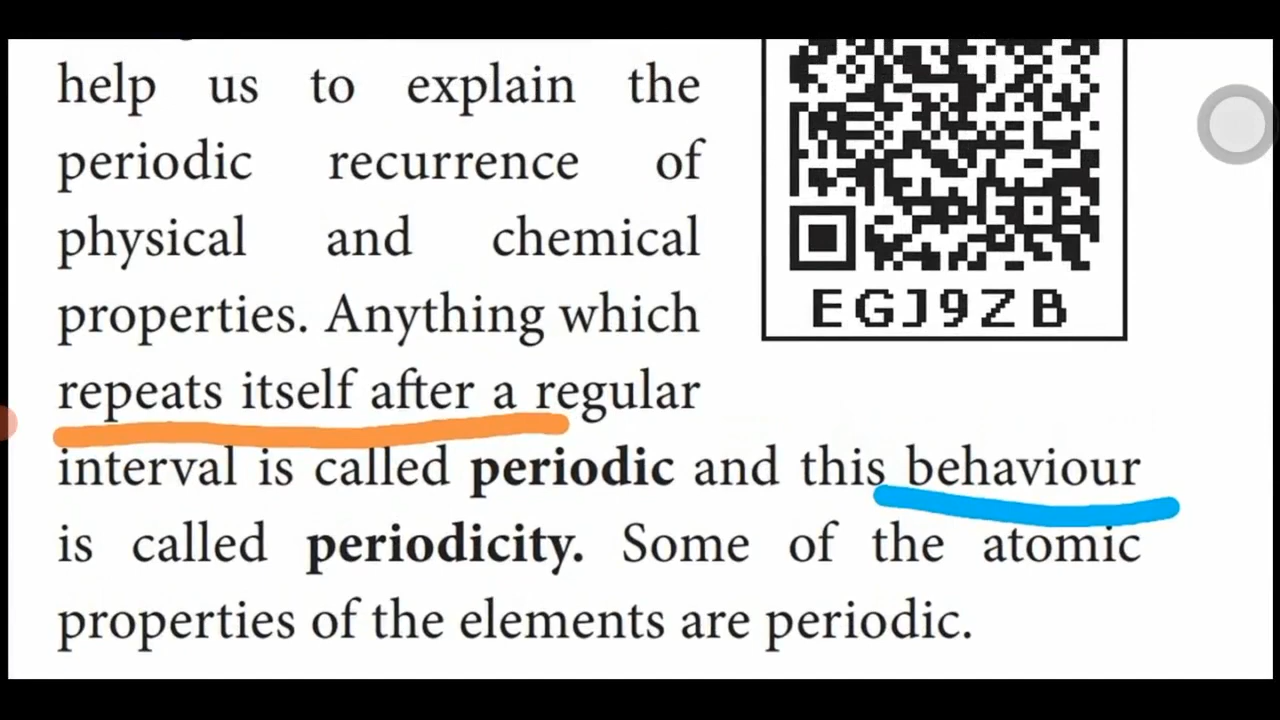 help us to explain the
periodic recurrence of
physical and chemical
properties. Anything which
repeats itself after a regular
interval is called periodic and this behaviour
is called periodicity. Some of the atomic
properties of the elements are periodic.
EGJ9ZB